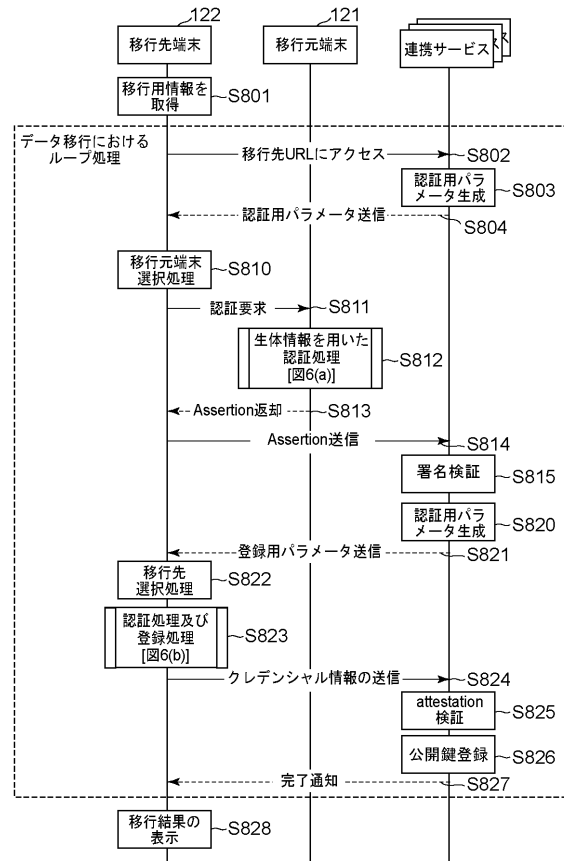 122
121
移行先端末
移行元端末
連携サービス
ス
ス
移行用情報を
取得
S801
データ移行における
ループ処理
移行先URLにアクセス
S802
認証用パラ
メータ生成
S803
認証用パラメータ送信
S804
移行元端末
選択処理
S810
認証要求
S811
生体情報を用いた
認証処理
[図6(a)]
S812
Assertion返却
S813
Assertion送信
S814
署名検証
S815
認証用パラ
メータ生成
S820
登録用パラメータ送信
S821
移行先
選択処理
S822
認証処理及び
登録処理
[図6(b)]
S823
クレデンシャル情報の送信
S824
attestation
検証
S825
公開鍵登録
S826
完了通知
S827
移行結果の
表示
S828